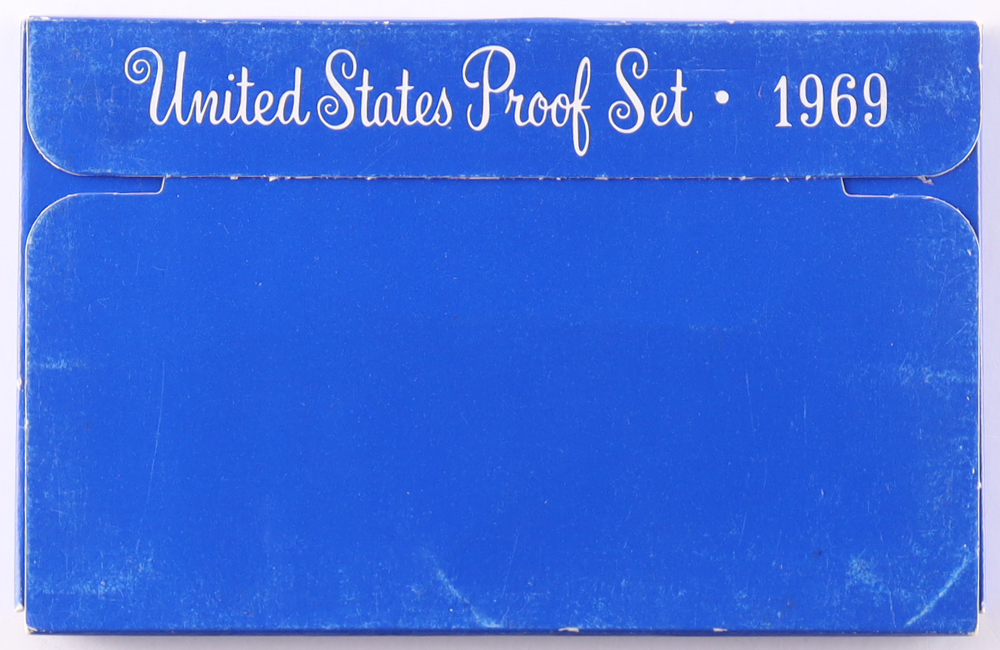 United States Proof Set • 1969